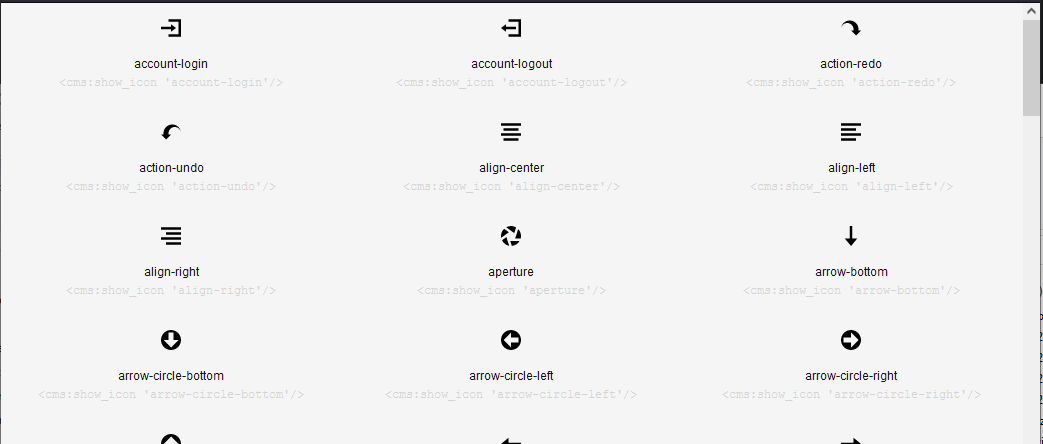 account-login account-logout action-redo
<cms:show_icon 'account-login'/> <cms:show_icon 'account-logout'/> <cms:show_icon 'action-redo'/>
action-undo align-center align-left
<cms:show_icon 'action-undo'/> <cms:show_icon 'align-center'/> <cms:show_icon 'align-left'/>
align-right aperture arrow-bottom
<cms:show_icon 'align-right'/> <cms:show_icon 'aperture'/> <cms:show_icon 'arrow-bottom'/>
arrow-circle-bottom arrow-circle-left arrow-circle-right
<cms:show_icon 'arrow-circle-bottom'/> <cms:show_icon 'arrow-circle-left'/> <cms:show_icon 'arrow-circle-right'/>